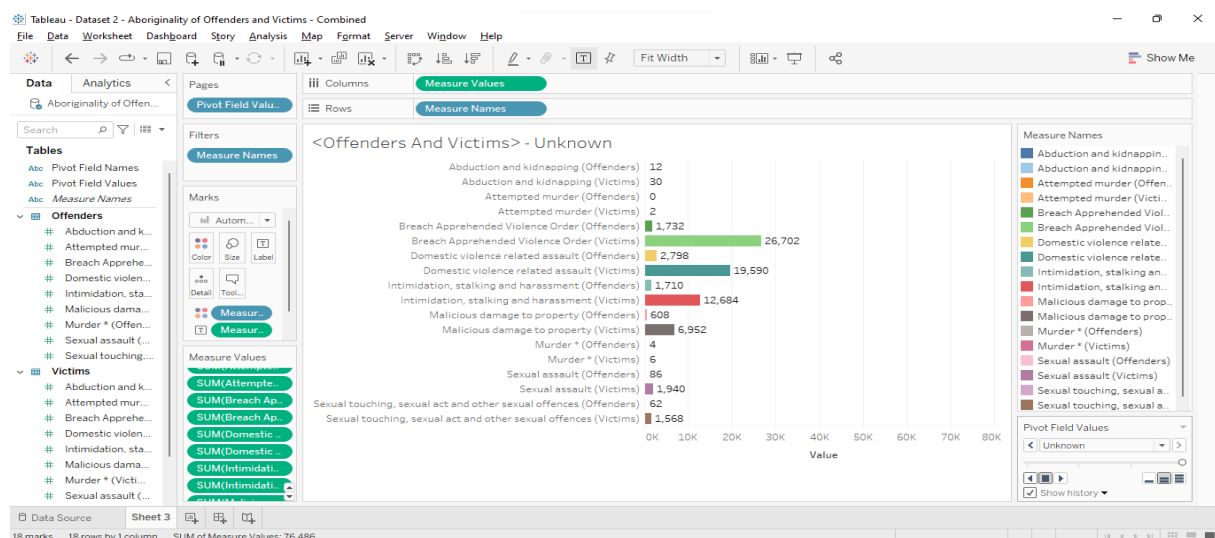 Tableau - Dataset 2 - Aboriginality of Offenders and Victims - Combined
File Data Worksheet Dashboard Story Analysis Map Format Server Window Help
Fit Width
Show Me
Data Analytics
Aboriginality of Offen...
Search
Tables
Abc Pivot Field Names
Abc Pivot Field Values
Abc Measure Names
Offenders
# Abduction and k...
# Attempted mur...
# Breach Apprehe...
# Domestic violen...
# Intimidation, sta...
# Malicious dama...
# Murder * (Offen...
# Sexual assault (...
# Sexual touching,...
Victims
# Abduction and k...
# Attempted mur...
# Breach Apprehe...
# Domestic violen...
# Intimidation, sta...
# Malicious dama...
# Murder * (Victi...
# Sexual assault (...
Pages
Pivot Field Valu..
Filters
Measure Names
Marks
Autom...
Color Size Label
Detail Tool...
Measur..
T Measur..
Measure Values
SUM(Attempte..
SUM(Breach Ap..
SUM(Breach Ap..
SUM(Domestic ..
SUM(Domestic ..
SUM(Intimidati..
SUM(Intimidati..
Columns Measure Values
Rows Measure Names
<Offenders And Victims> - Unknown
Abduction and kidnapping (Offenders) 12
Abduction and kidnapping (Victims) 30
Attempted murder (Offenders) 0
Attempted murder (Victims) 2
Breach Apprehended Violence Order (Offenders) 1,732
Breach Apprehended Violence Order (Victims) 26,702
Domestic violence related assault (Offenders) 2,798
Domestic violence related assault (Victims) 19,590
Intimidation, stalking and harassment (Offenders) 1,710
Intimidation, stalking and harassment (Victims) 12,684
Malicious damage to property (Offenders) 608
Malicious damage to property (Victims) 6,952
Murder * (Offenders) 4
Murder * (Victims) 6
Sexual assault (Offenders) 86
Sexual assault (Victims) 1,940
Sexual touching, sexual act and other sexual offences (Offenders) 62
Sexual touching, sexual act and other sexual offences (Victims) 1,568
0K 10K 20K 30K 40K 50K 60K 70K 80K
Value
Measure Names
Abduction and kidnappin..
Abduction and kidnappin..
Attempted murder (Offen..
Attempted murder (Victi..
Breach Apprehended Viol..
Breach Apprehended Viol..
Domestic violence relate..
Domestic violence relate..
Intimidation, stalking an..
Intimidation, stalking an..
Malicious damage to prop..
Malicious damage to prop..
Murder * (Offenders)
Murder * (Victims)
Sexual assault (Offenders)
Sexual assault (Victims)
Sexual touching, sexual a..
Sexual touching, sexual a..
Pivot Field Values
Unknown
Show history
Data Source Sheet 3
18 marks 18 rows by 1 column SUM of Measure Values: 76,486